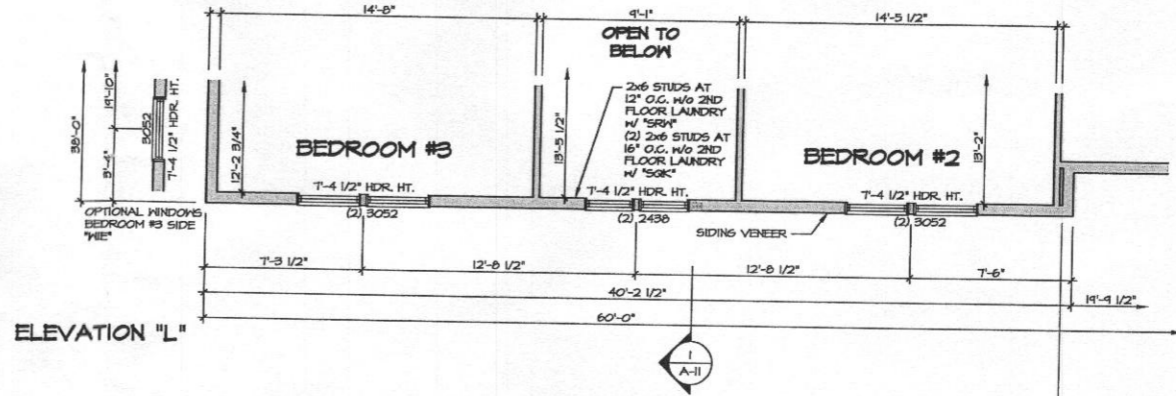 14'-8"
9'-1"
14'-5 1/2"
OPEN TO
BELOW
2x6 STUDS AT
12" O.C. W/O 2ND
FLOOR LAUNDRY
W/ "SRW"
(2) 2x6 STUDS AT
16" O.C. W/O 2ND
FLOOR LAUNDRY
W/ "SGK"
38'-0"
19'-10"
3'-4"
3052
7'-4 1/2" HDR. HT.
12'-2 3/4"
BEDROOM #3
13'-5 1/2"
BEDROOM #2
13'-2"
7'-4 1/2" HDR. HT.
7'-4 1/2" HDR. HT.
7'-4 1/2" HDR. HT.
(2) 3052
(2) 2438
(2) 3052
OPTIONAL WINDOWS
BEDROOM #3 SIDE
"WIE"
SIDING VENEER
7'-3 1/2"
12'-8 1/2"
12'-8 1/2"
7'-6"
40'-2 1/2"
19'-9 1/2"
60'-0"
ELEVATION "L"
1
A-11